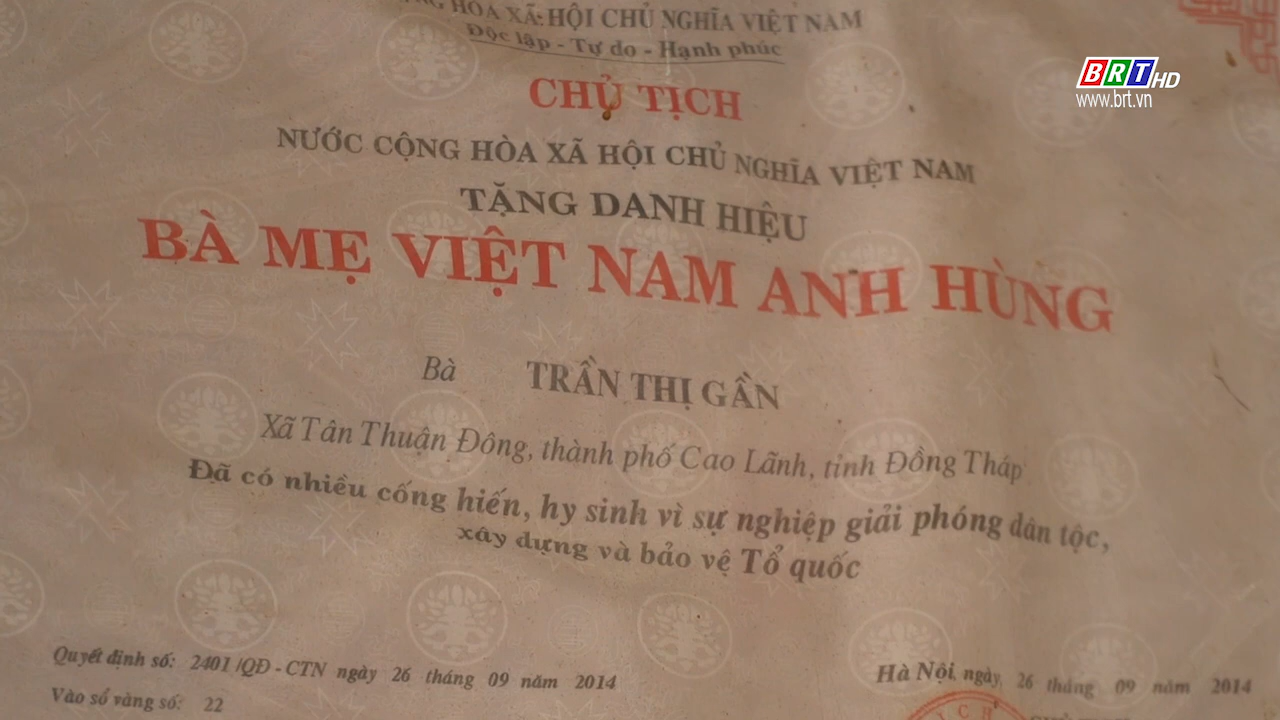 HÒA XÃ HỘI CHỦ NGHĨA VIỆT NAM
Độc lập - Tự do - Hạnh phúc
BRT HD
www.brt.vn
CHỦ TỊCH
NƯỚC CỘNG HÒA XÃ HỘI CHỦ NGHĨA VIỆT NAM
TẶNG DANH HIỆU
BÀ MẸ VIỆT NAM ANH HÙNG
Bà TRẦN THỊ GẦN
Xã Tân Thuận Đông, thành phố Cao Lãnh, tỉnh Đồng Tháp
Đã có nhiều cống hiến, hy sinh vì sự nghiệp giải phóng dân tộc,
xây dựng và bảo vệ Tổ quốc
Quyết định số: 2401/QĐ - CTN ngày 26 tháng 09 năm 2014
Hà Nội, ngày 26 tháng 09 năm 2014
Vào sổ vàng số: 22